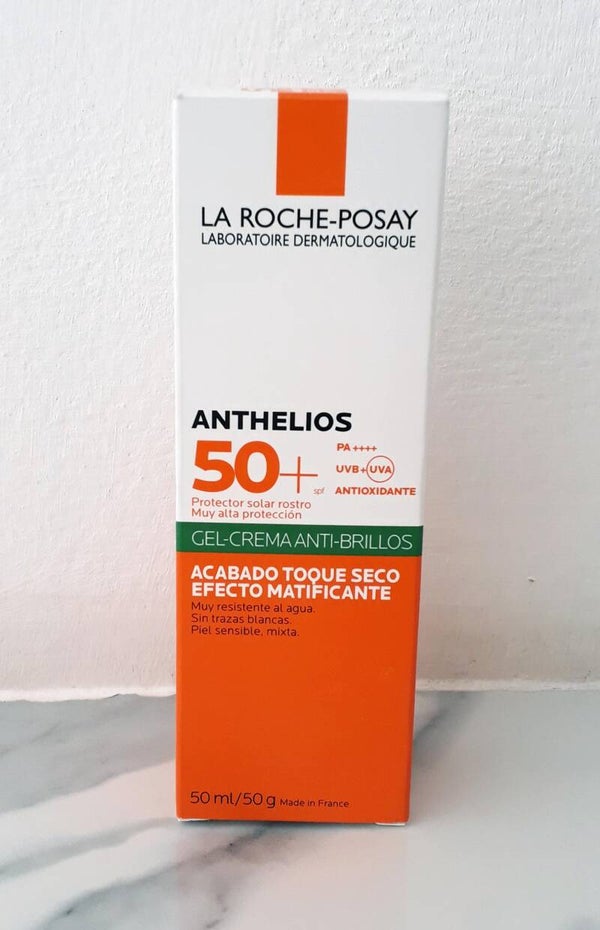 LA ROCHE-POSAY
LABORATOIRE DERMATOLOGIQUE
ANTHELIOS
50+ spf
PA ++++
UVB+UVA
ANTIOXIDANTE
Protector solar rostro
Muy alta protección
GEL-CREMA ANTI-BRILLOS
ACABADO TOQUE SECO
EFECTO MATIFICANTE
Muy resistente al agua.
Sin trazas blancas.
Piel sensible, mixta.
50 ml/50 g Made in France